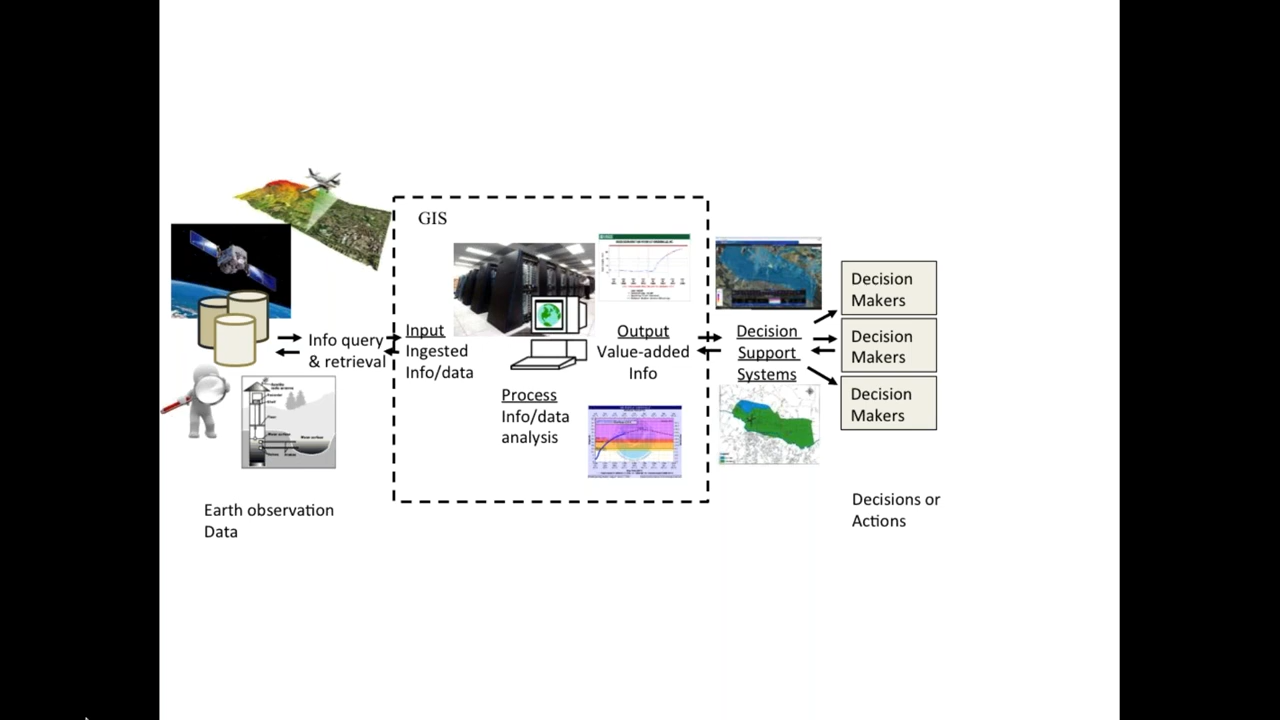 GIS
Info query
& retrieval
Input
Ingested
Info/data
Process
Info/data
analysis
Output
Value-added
Info
Decision
Support
Systems
Decision
Makers
Decision
Makers
Decision
Makers
Earth observation
Data
Decisions or
Actions